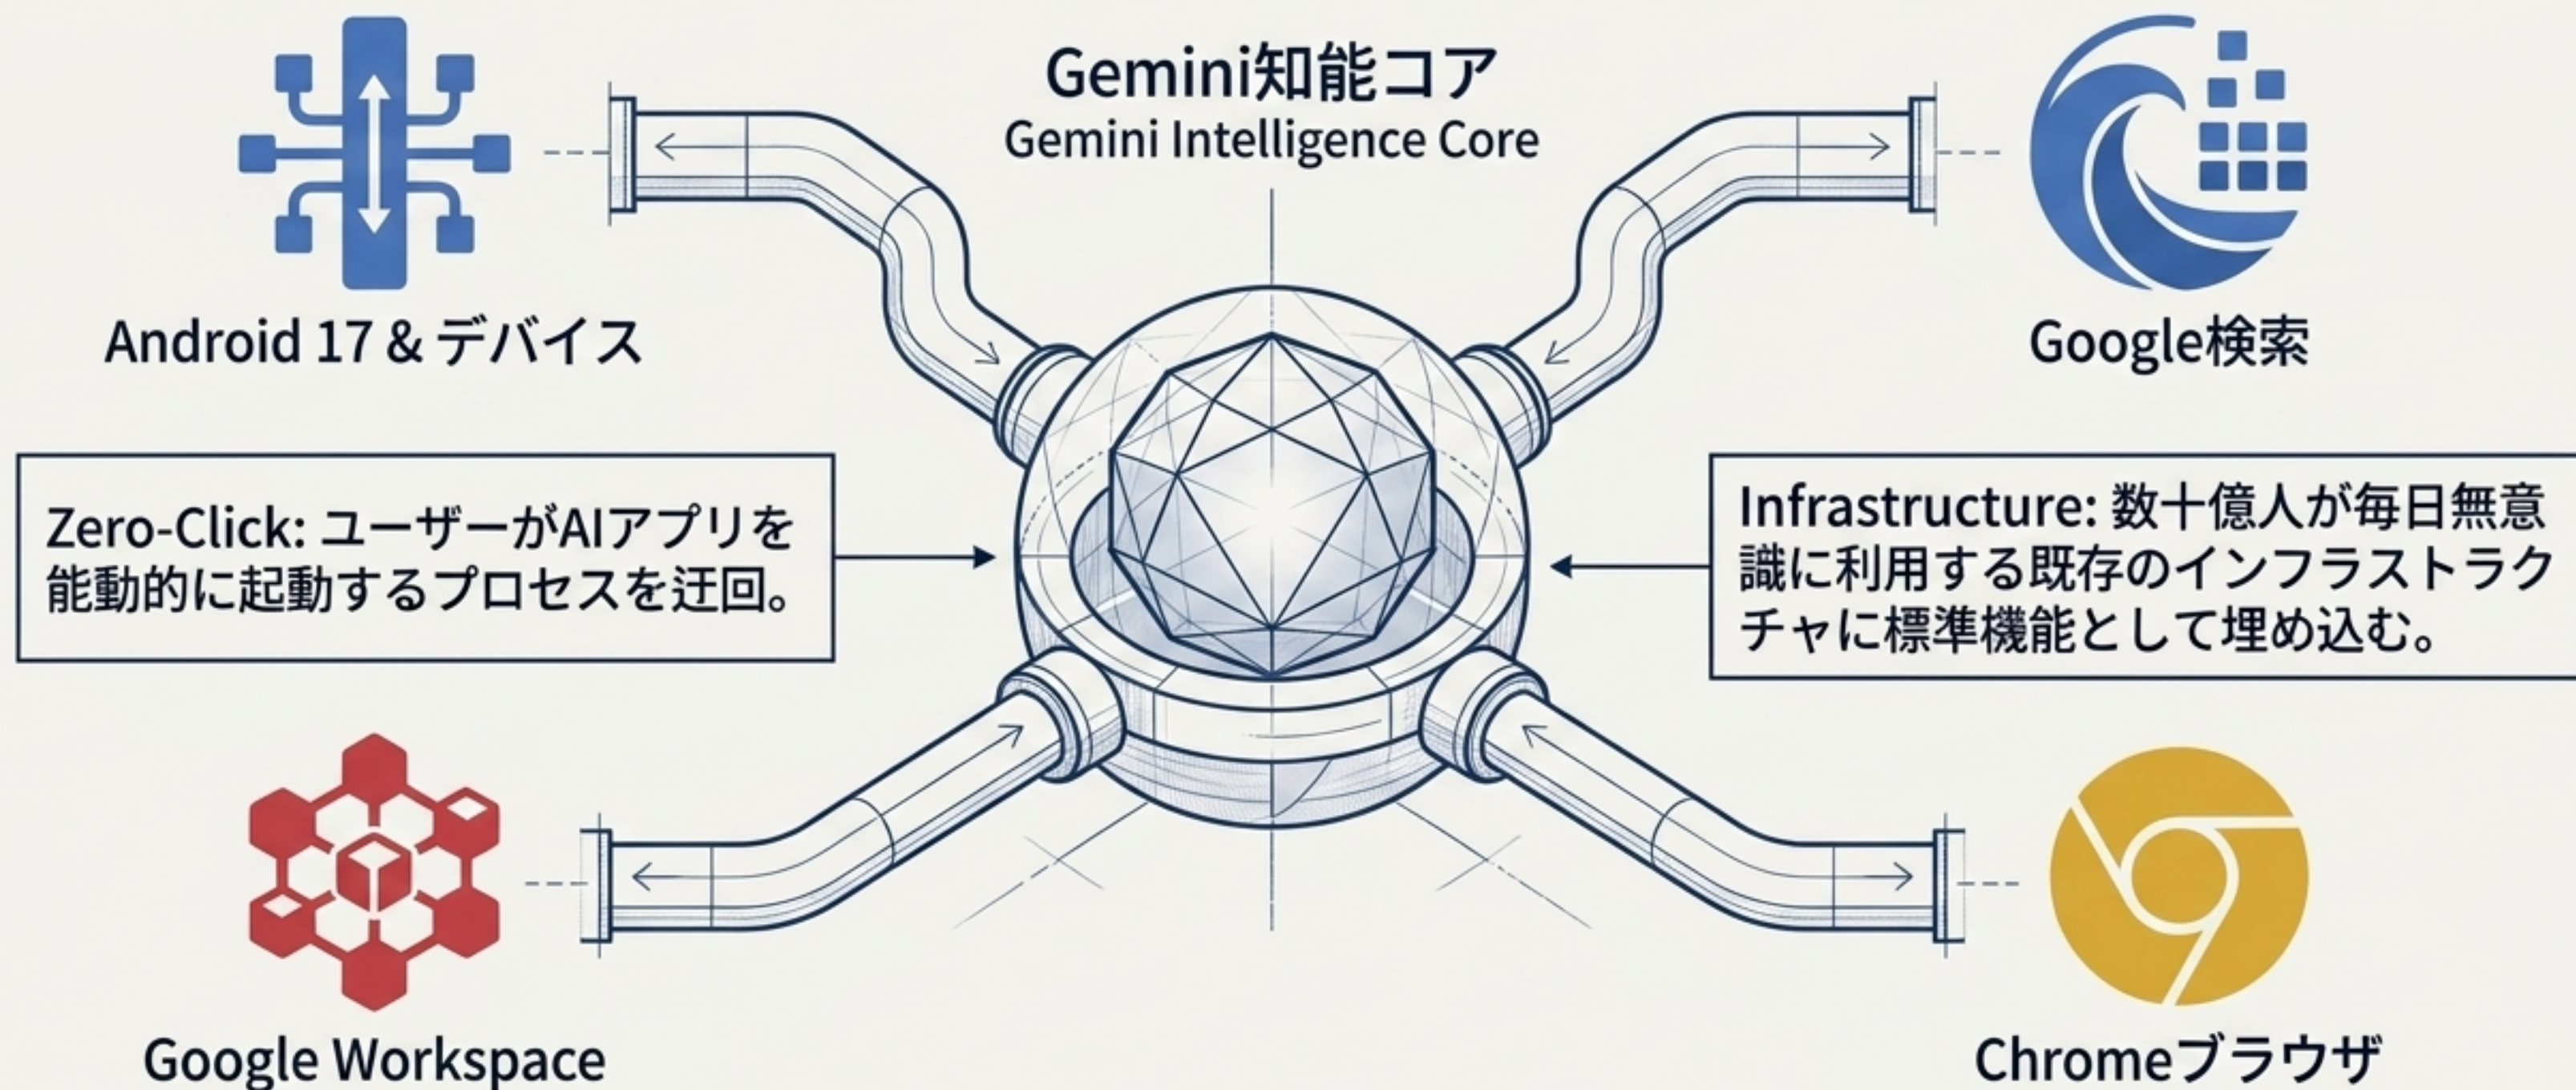 Gemini知能コア
Gemini Intelligence Core
Android 17 & デバイス
Google検索
Zero-Click: ユーザーがAIアプリを
能動的に起動するプロセスを迂回。
Infrastructure: 数十億人が毎日無意
識に利用する既存のインフラストラク
チャに標準機能として埋め込む。
Google Workspace
Chromeブラウザ